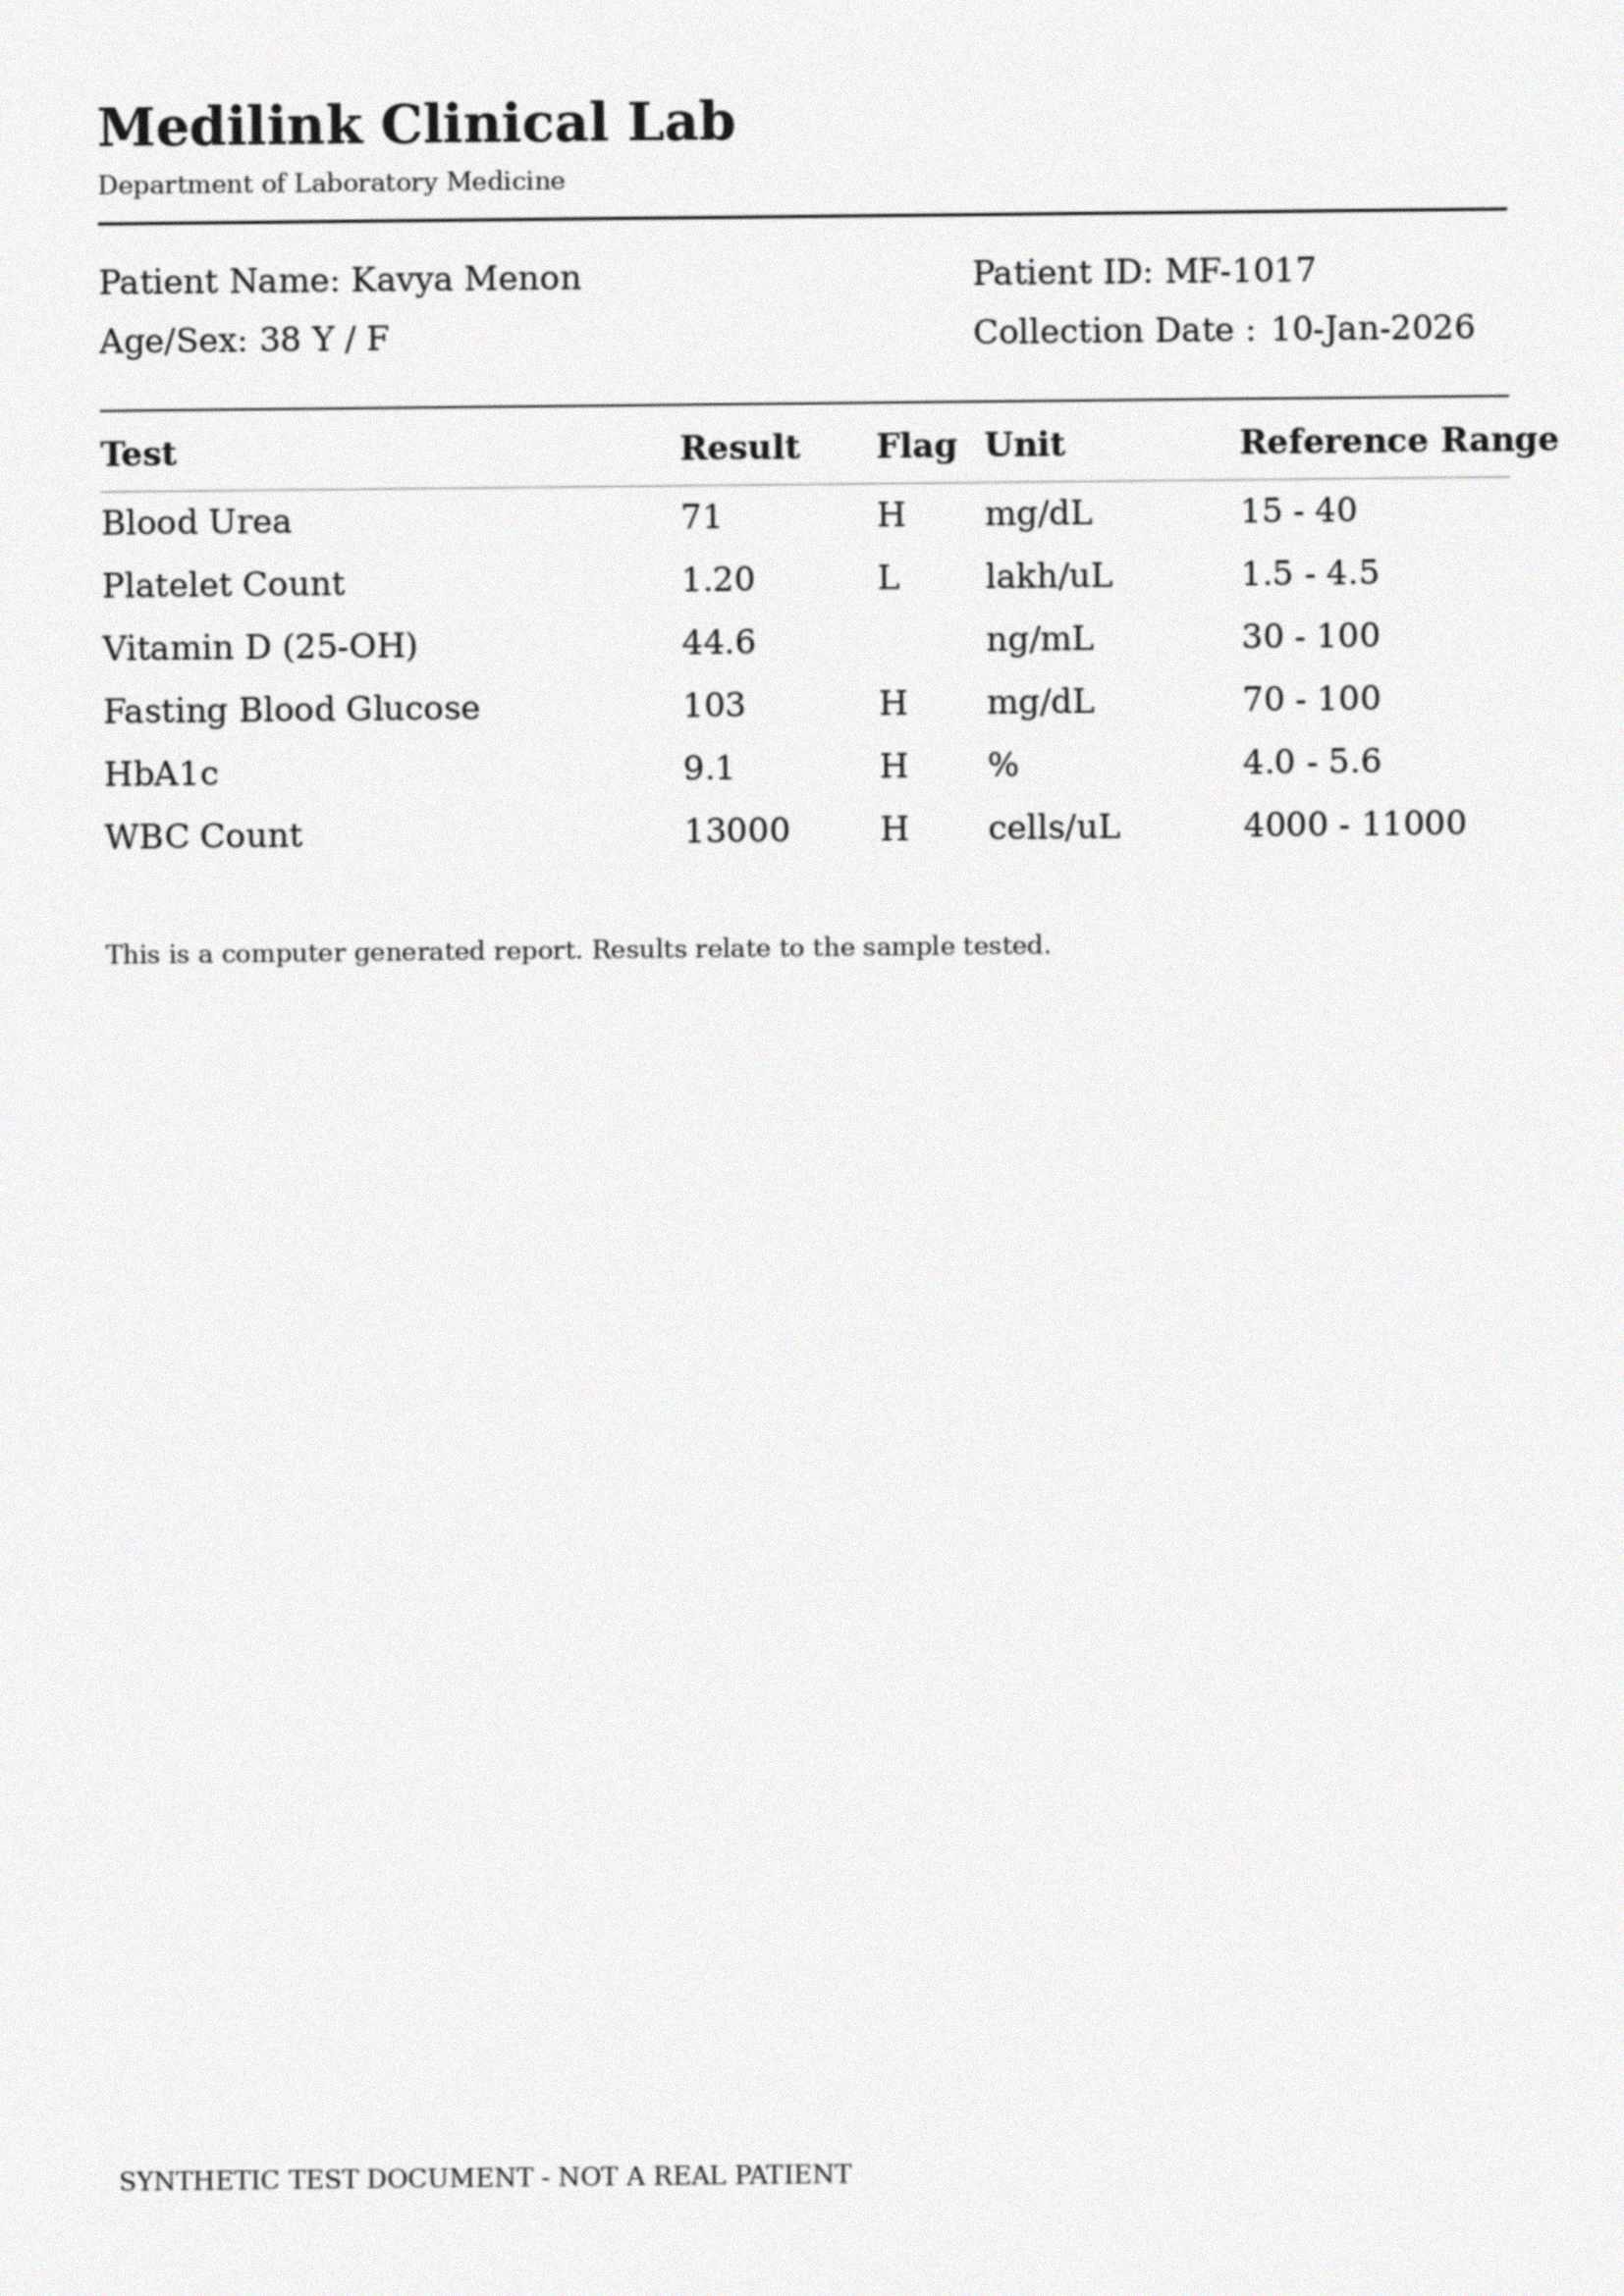 Medilink Clinical Lab
Department of Laboratory Medicine
Patient Name: Kavya Menon Patient ID: MF-1017
Age/Sex: 38 Y / F Collection Date : 10-Jan-2026
Test Result Flag Unit Reference Range
Blood Urea 71 H mg/dL 15 - 40
Platelet Count 1.20 L lakh/uL 1.5 - 4.5
Vitamin D (25-OH) 44.6 ng/mL 30 - 100
Fasting Blood Glucose 103 H mg/dL 70 - 100
HbA1c 9.1 H % 4.0 - 5.6
WBC Count 13000 H cells/uL 4000 - 11000
This is a computer generated report. Results relate to the sample tested.
SYNTHETIC TEST DOCUMENT - NOT A REAL PATIENT